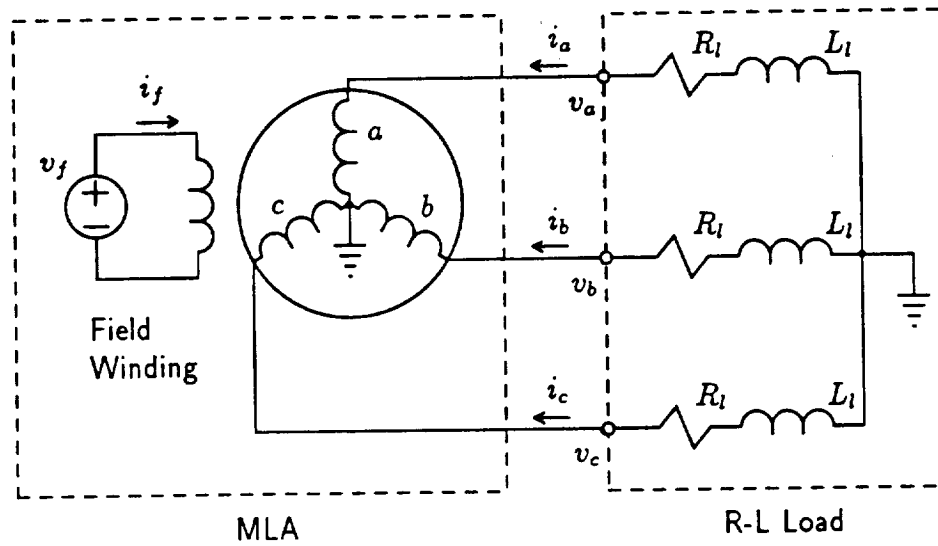 i_a
R_l
L_l
v_a
i_f
v_f
a
c
b
i_b
R_l
L_l
v_b
Field
Winding
i_c
R_l
L_l
v_c
MLA
R-L Load